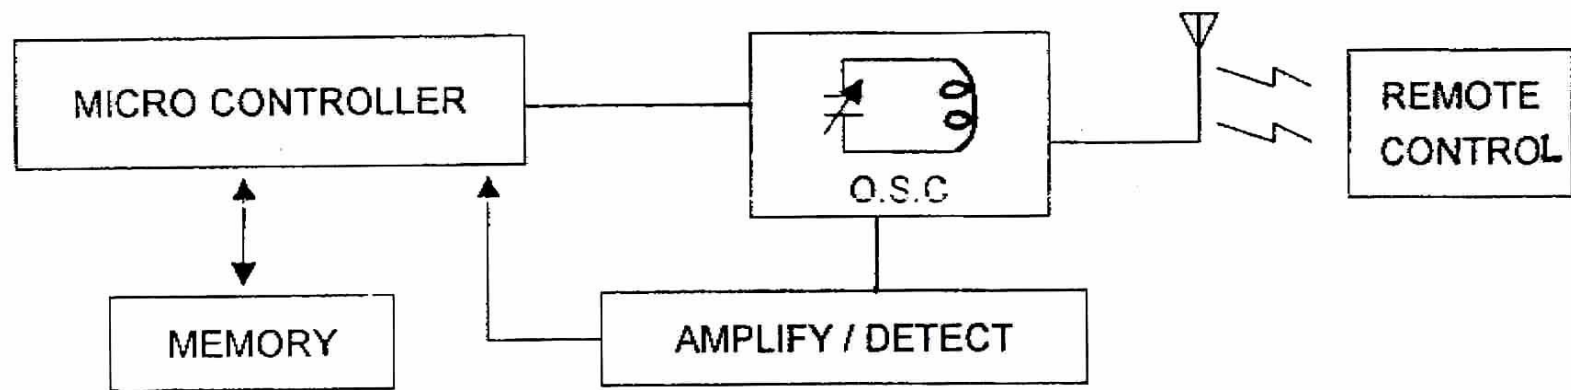 MICRO CONTROLLER
O.S.C
REMOTE
CONTROL
MEMORY
AMPLIFY / DETECT